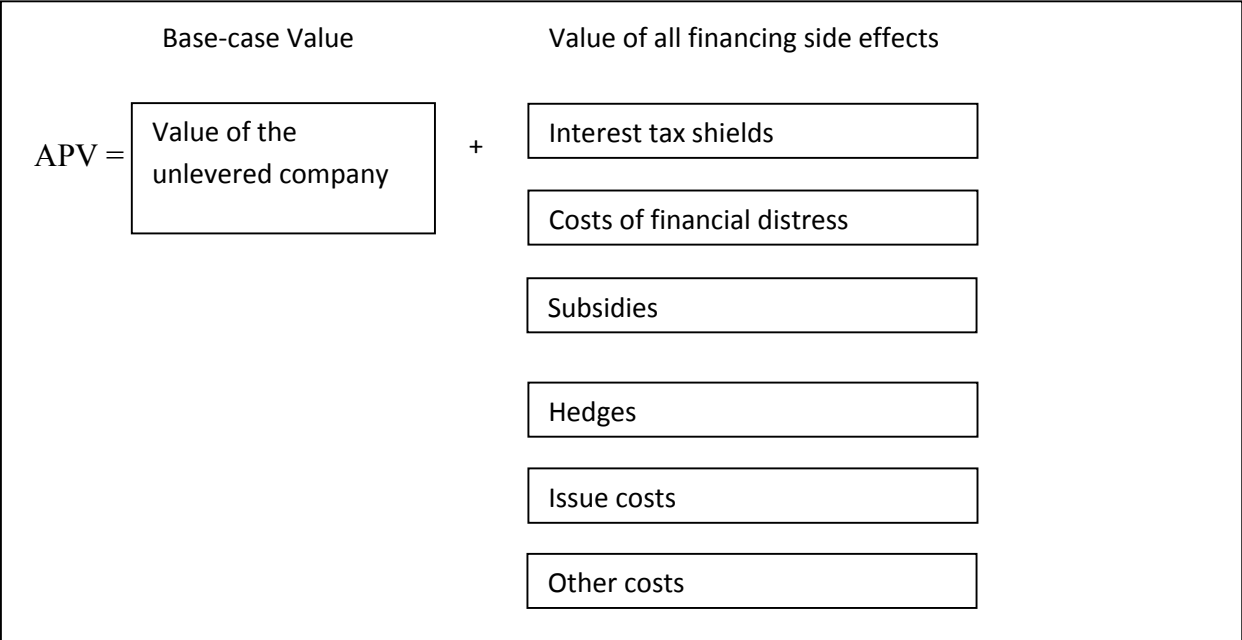 Base-case Value
Value of all financing side effects
APV =
Value of the
unlevered company
+
Interest tax shields
Costs of financial distress
Subsidies
Hedges
Issue costs
Other costs